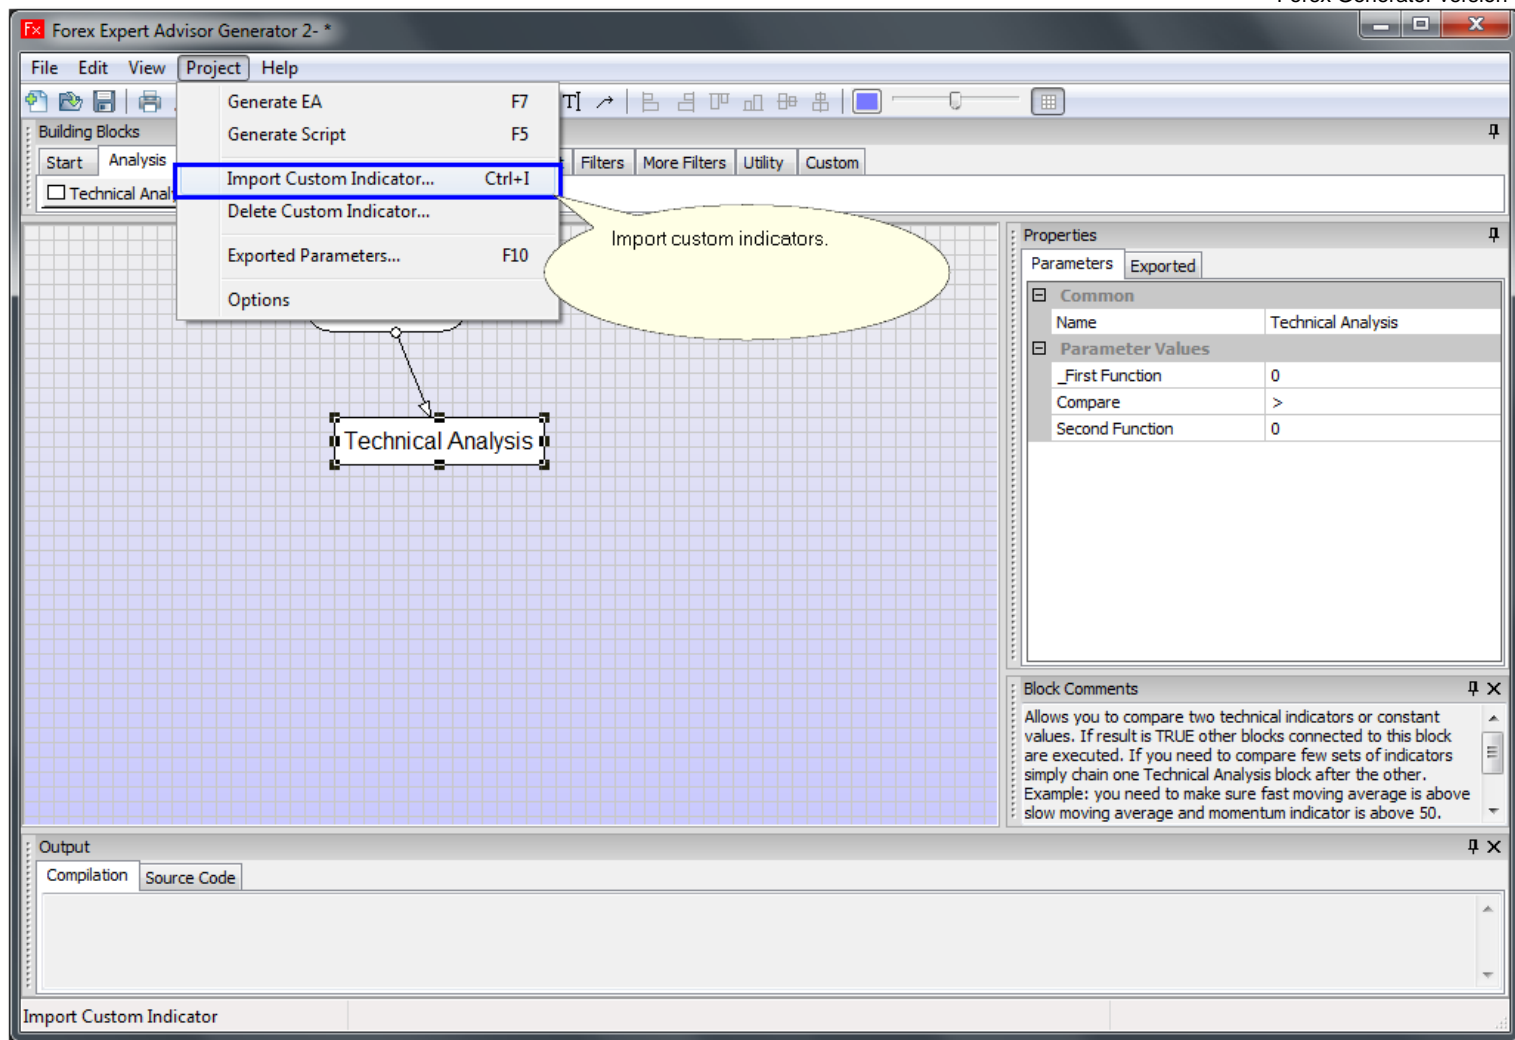 Forex Generator version
Fx Forex Expert Advisor Generator 2- *
File Edit View Project Help
Generate EA F7
Generate Script F5
Import Custom Indicator... Ctrl+I
Delete Custom Indicator...
Exported Parameters... F10
Options
Building Blocks
Start Analysis Filters More Filters Utility Custom
Technical Anal
Import custom indicators.
Technical Analysis
Properties
Parameters Exported
Common
Name Technical Analysis
Parameter Values
_First Function 0
Compare >
Second Function 0
Block Comments
Allows you to compare two technical indicators or constant
values. If result is TRUE other blocks connected to this block
are executed. If you need to compare few sets of indicators
simply chain one Technical Analysis block after the other.
Example: you need to make sure fast moving average is above
slow moving average and momentum indicator is above 50.
Output
Compilation Source Code
Import Custom Indicator